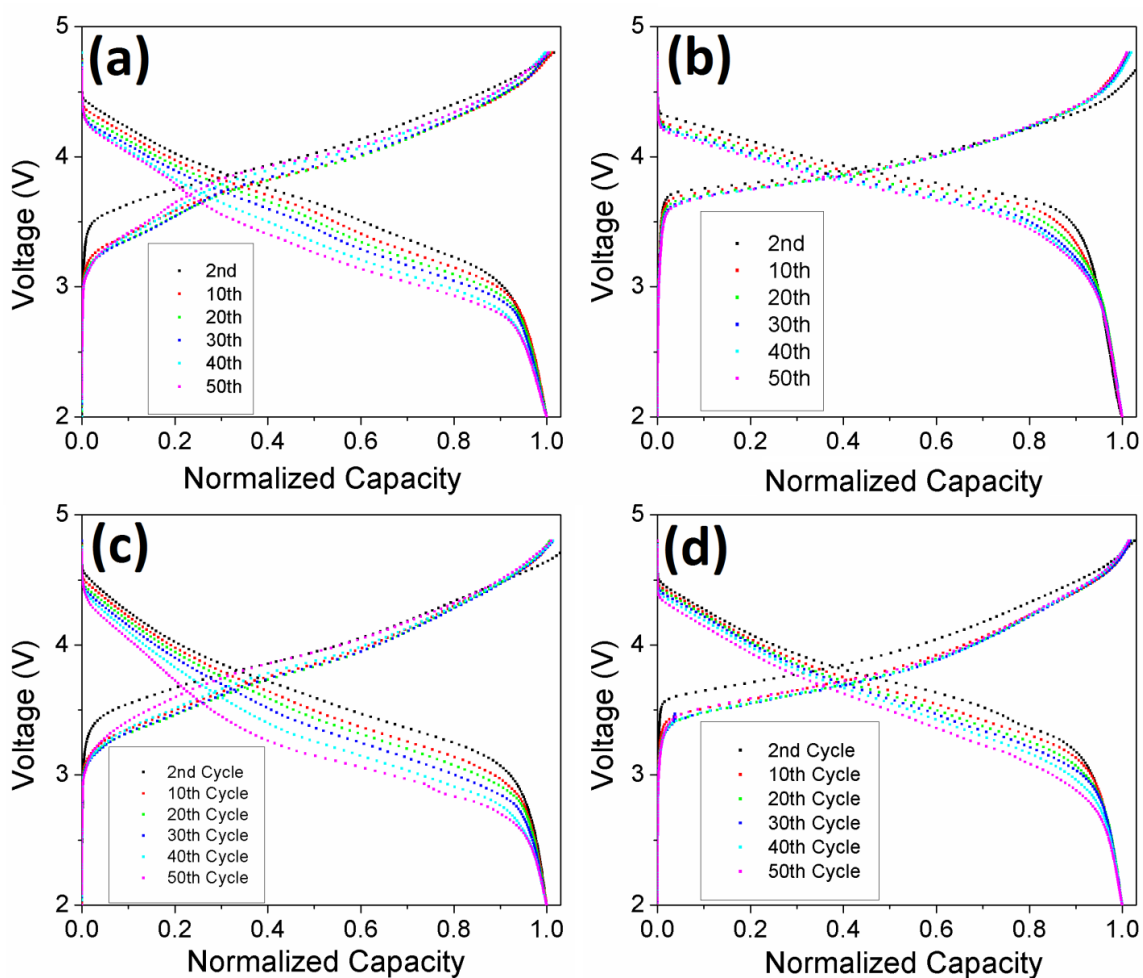 (a)
5
4
3
2
Voltage (V)
2nd
10th
20th
30th
40th
50th
0.0 0.2 0.4 0.6 0.8 1.0
Normalized Capacity
(b)
5
4
3
2
Voltage (V)
2nd
10th
20th
30th
40th
50th
0.0 0.2 0.4 0.6 0.8 1.0
Normalized Capacity
(c)
5
4
3
2
Voltage (V)
2nd Cycle
10th Cycle
20th Cycle
30th Cycle
40th Cycle
50th Cycle
0.0 0.2 0.4 0.6 0.8 1.0
Normalized Capacity
(d)
5
4
3
2
Voltage (V)
2nd Cycle
10th Cycle
20th Cycle
30th Cycle
40th Cycle
50th Cycle
0.0 0.2 0.4 0.6 0.8 1.0
Normalized Capacity